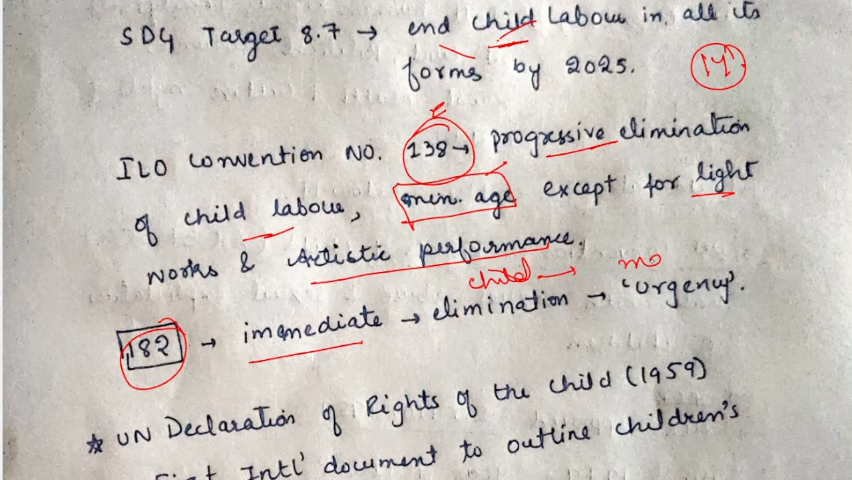 SDG Target 8.7 → end child Labour in all its
forms by 2025.
14
ILO Convention NO. 138 → progressive elimination
of child labour, min. age except for light
works & Artistic performance.
child → no
182 → immediate → elimination → 'urgency'.
* UN Declaration of Rights of the child (1959)
First Intl' document to outline children's